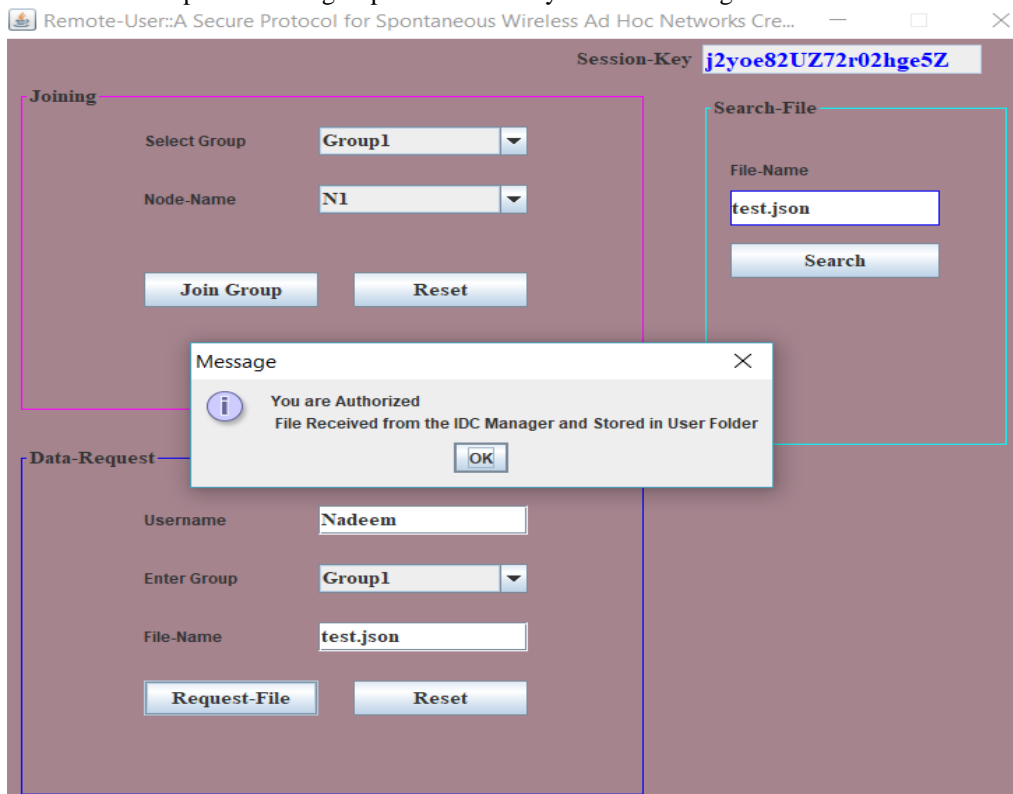 Remote-User::A Secure Protocol for Spontaneous Wireless Ad Hoc Networks Cre...
Session-Key j2yoe82UZ72r02hge5Z
Joining
Select Group Group1
Node-Name N1
Join Group Reset
Search-File
File-Name
test.json
Search
Message
You are Authorized
File Received from the IDC Manager and Stored in User Folder
OK
Data-Request
Username Nadeem
Enter Group Group1
File-Name test.json
Request-File Reset